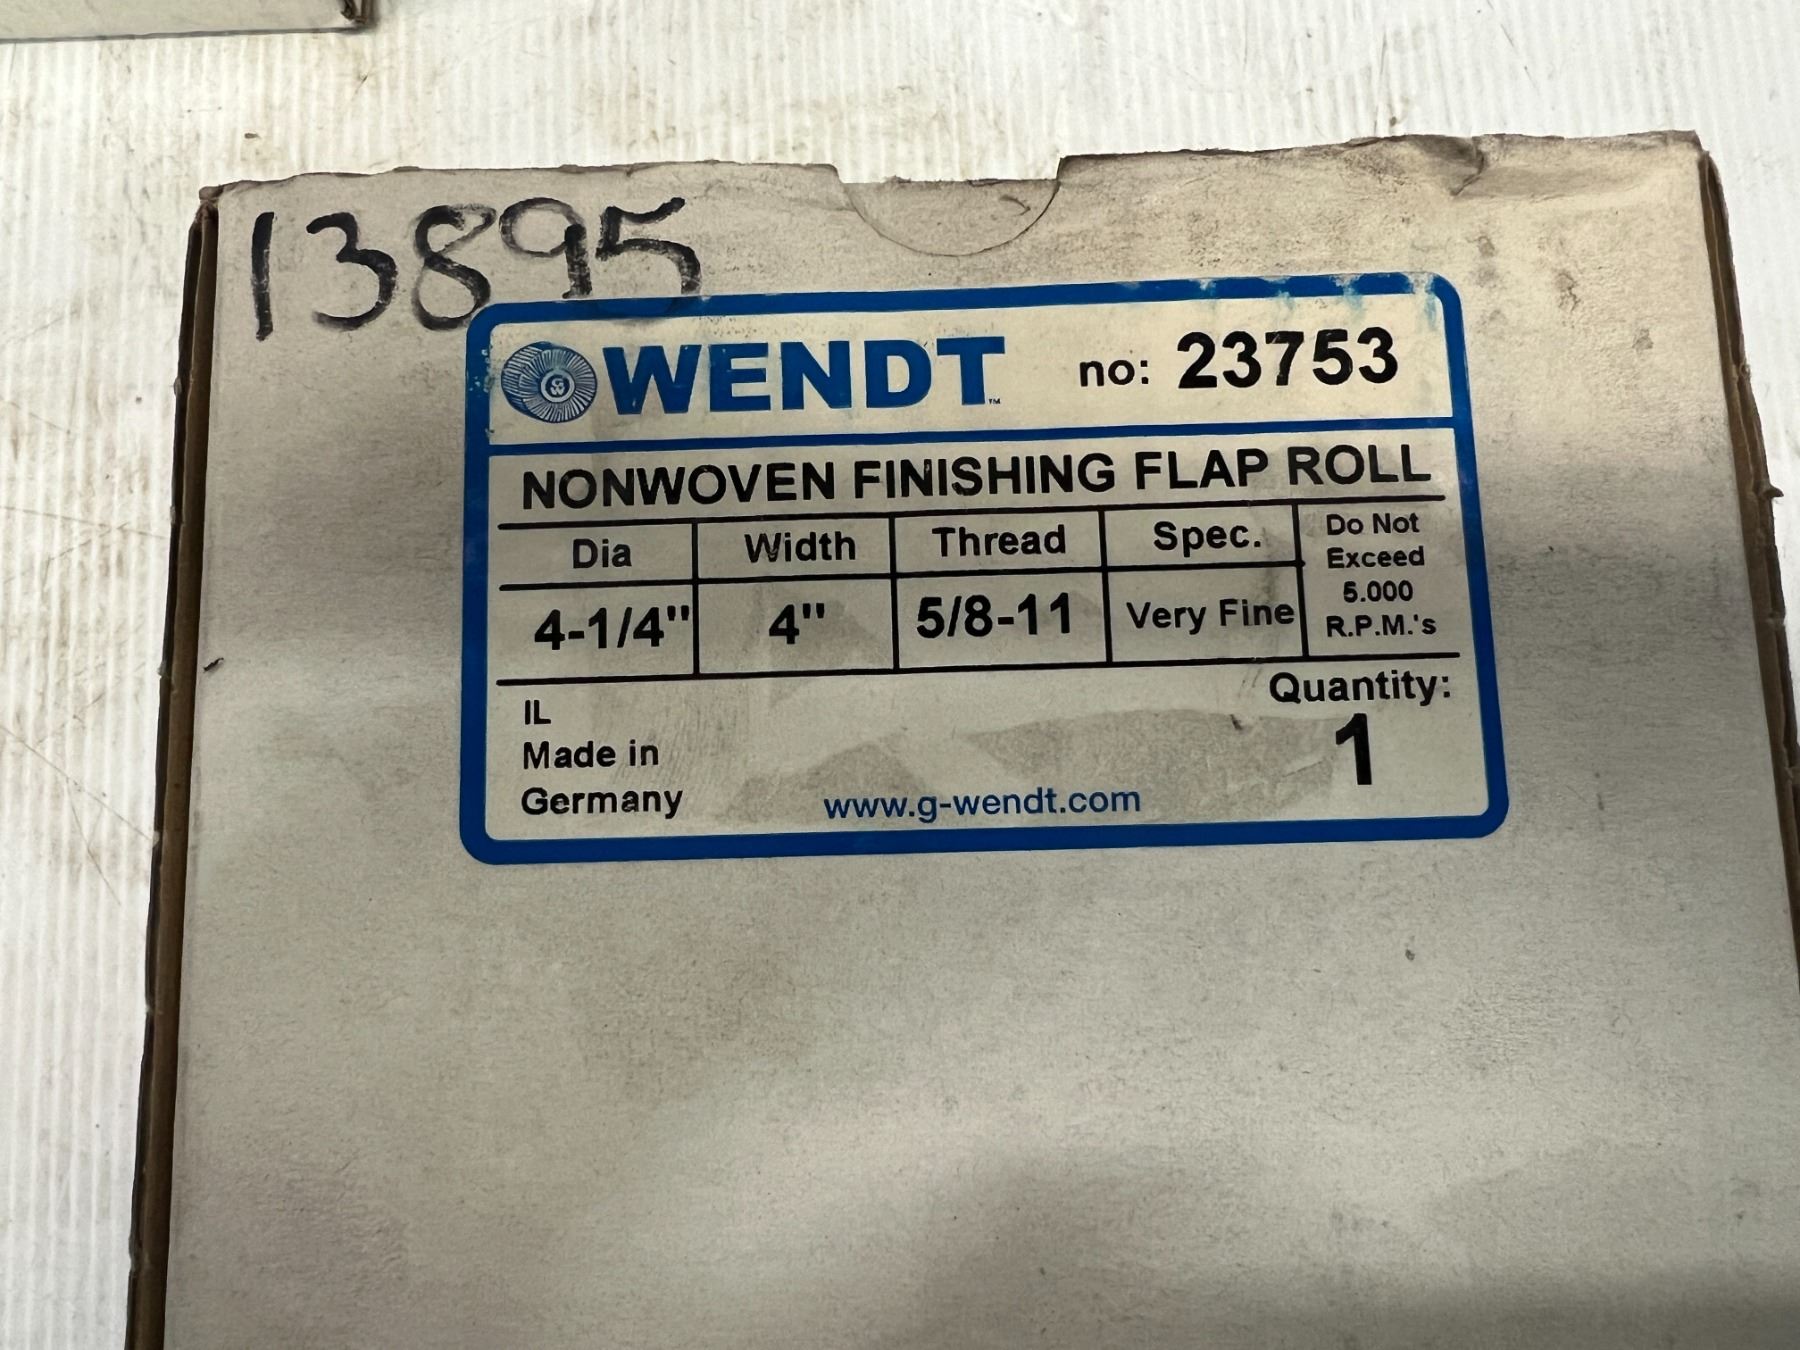 13895
WENDT™ no: 23753
NONWOVEN FINISHING FLAP ROLL
Dia Width Thread Spec.
4-1/4" 4" 5/8-11 Very Fine
Do Not
Exceed
5.000
R.P.M.'s
Quantity:
1
IL
Made in
Germany
www.g-wendt.com